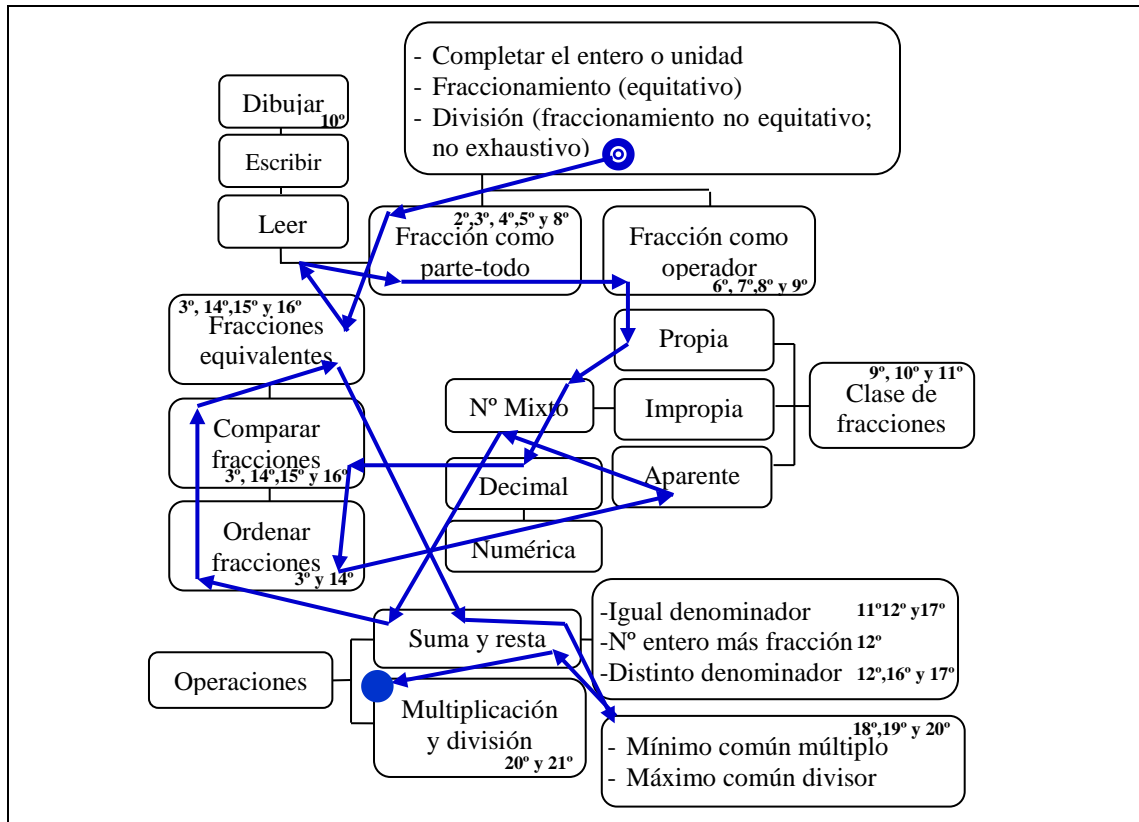 - Completar el entero o unidad
- Fraccionamiento (equitativo)
- División (fraccionamiento no equitativo;
no exhaustivo)
Dibujar
10º
Escribir
Leer
2º,3º, 4º,5º y 8º
Fracción como
parte-todo
Fracción como
operador
6º, 7º,8º y 9º
3º, 14º,15º y 16º
Fracciones
equivalentes
Propia
9º, 10º y 11º
Clase de
fracciones
Nº Mixto
Impropia
Comparar
fracciones
3º, 14º,15º y 16º
Decimal
Aparente
Ordenar
fracciones
3º y 14º
Numérica
Suma y resta
-Igual denominador 11º12º y17º
-Nº entero más fracción 12º
-Distinto denominador 12º,16º y 17º
Operaciones
Multiplicación
y división
20º y 21º
18º,19º y 20º
- Mínimo común múltiplo
- Máximo común divisor